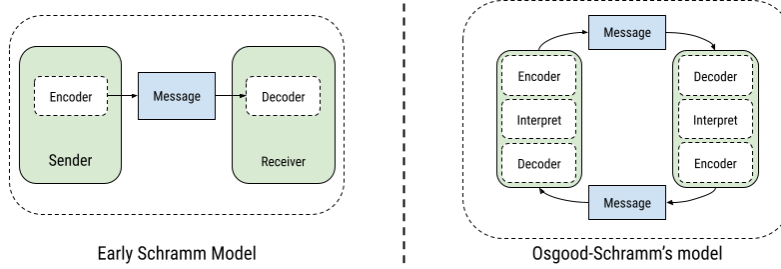 Encoder
Message
Decoder
Sender
Receiver
Early Schramm Model
Message
Encoder
Interpret
Decoder
Decoder
Interpret
Encoder
Message
Osgood-Schramm's model